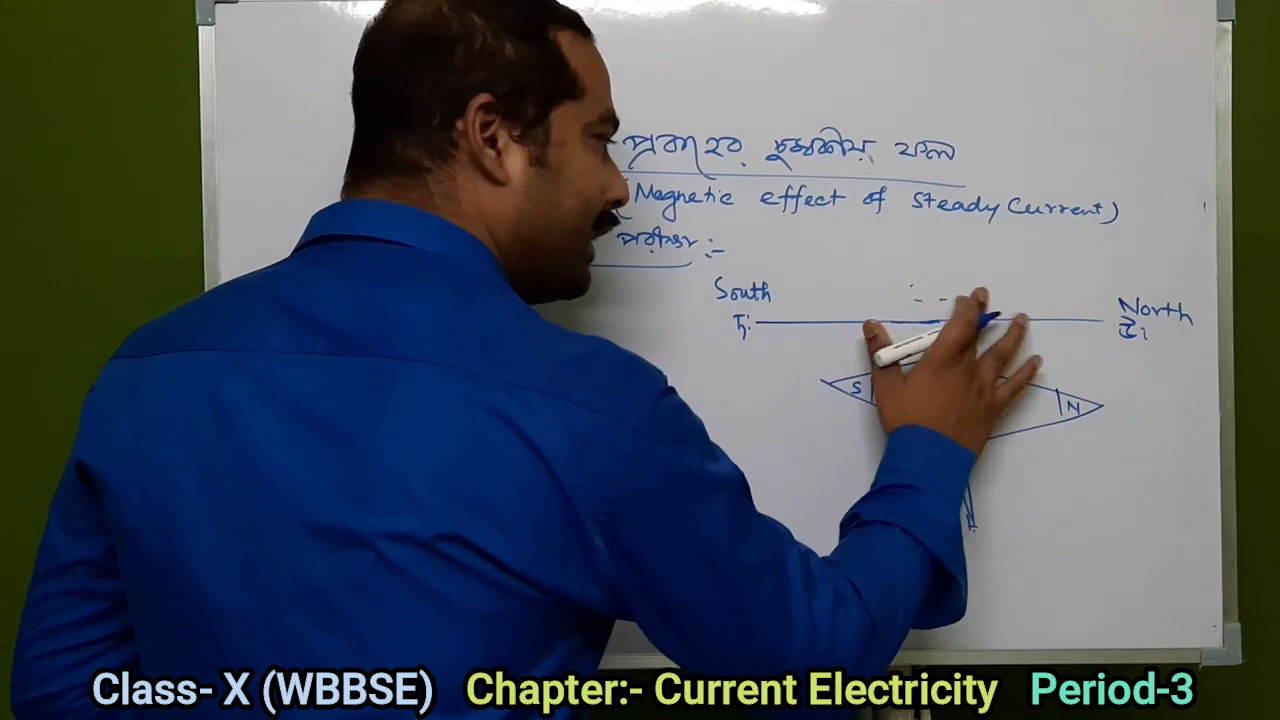 প্রবাহের চুম্বকীয় ফল
(Magnetic effect of Steady Current)
পরীক্ষা :-
South North
দঃ উঃ
S N
Class- X (WBBSE) Chapter:- Current Electricity Period-3